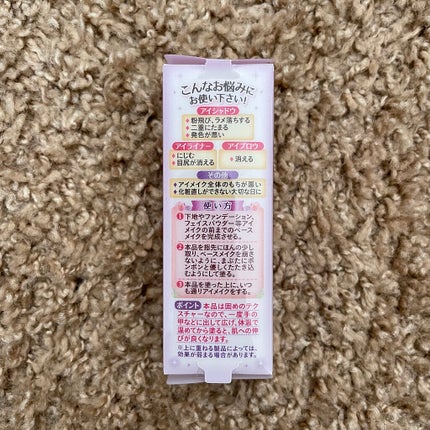 こんなお悩みに
お使い下さい!
アイシャドウ
粉飛び、ラメ落ちする
二重にたまる
発色が悪い
アイライナー アイブロウ
にじむ 消える
目尻が消える
その他
アイメイク全体のもちが悪い
化粧直しができない大切な日に
使い方
1 下地やファンデーション、
フェイスパウダー等アイ
メイクの前までのベース
メイクを完成させる。
2 本品を指先にほんの少し
取り、ベースメイクを崩さ
ないように、まぶたにポ
ンポンと優しくたたき込
むようにして塗る。
3 本品を塗った上に、いつ
も通りアイメイクをする。
ポイント 本品は固めのテク
スチャーなので、一度手
の甲などに出して広げ、体温で
温めてから塗ると、肌への伸
びが良くなります。
※上に重ねる製品によっては、
効果が弱まる場合があります。